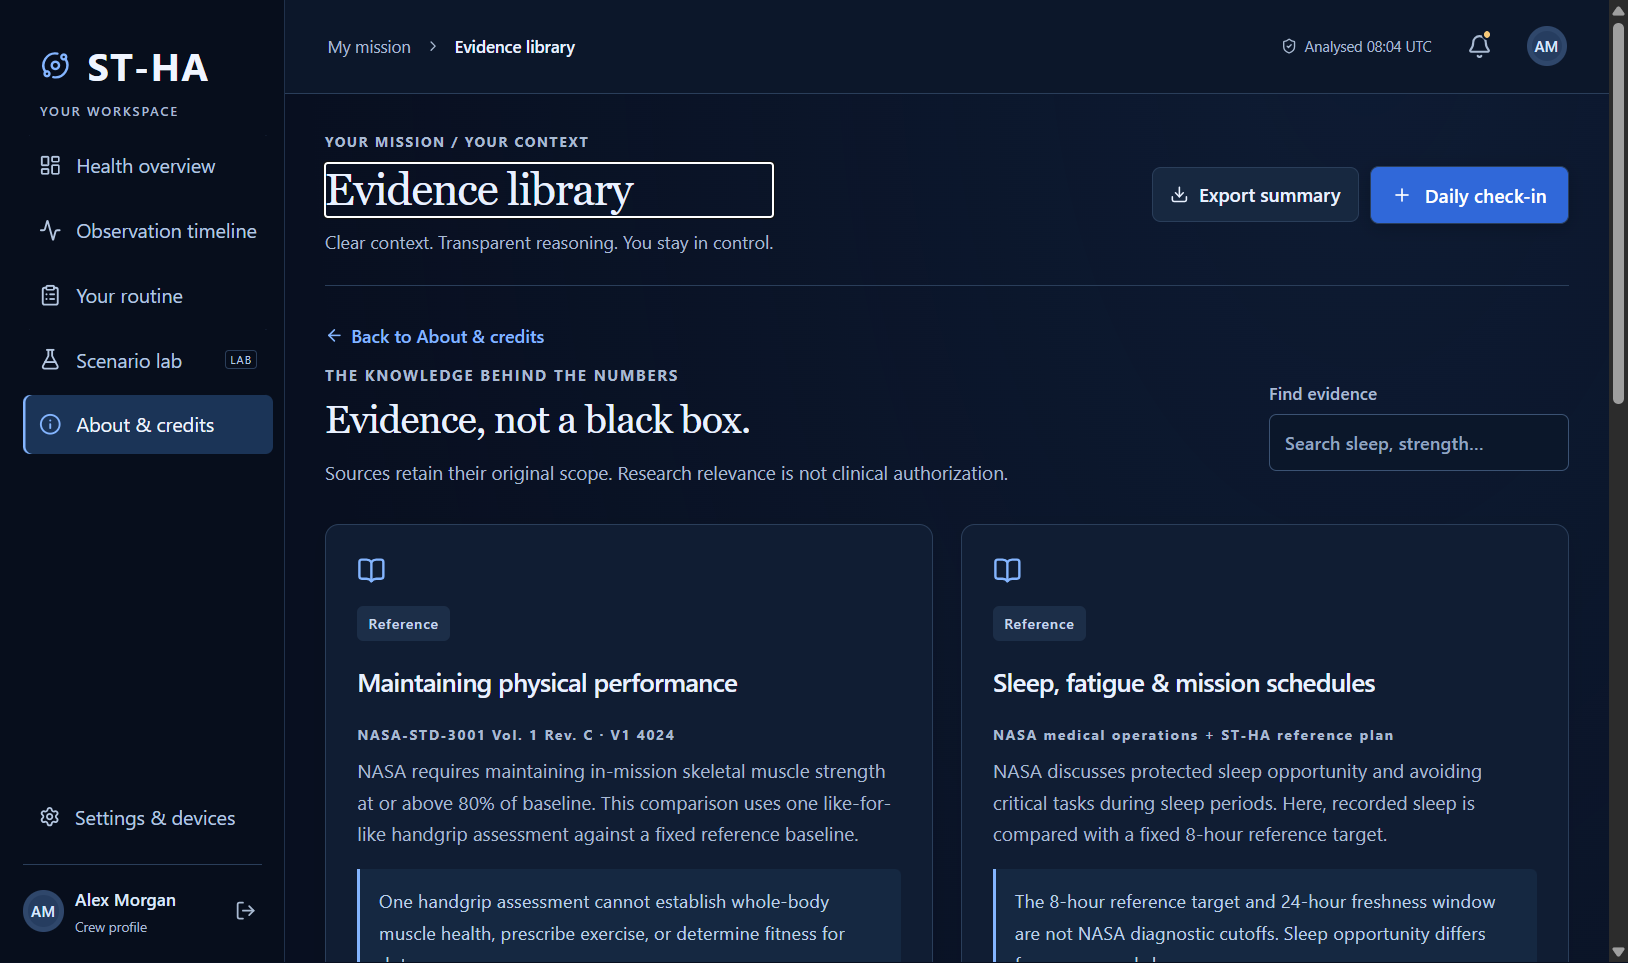 ST-HA
YOUR WORKSPACE
Health overview
Observation timeline
Your routine
Scenario lab
LAB
About & credits
Settings & devices
AM
Alex Morgan
Crew profile
My mission
Evidence library
Analysed 08:04 UTC
AM
YOUR MISSION / YOUR CONTEXT
Evidence library
Clear context. Transparent reasoning. You stay in control.
Export summary
Daily check-in
Back to About & credits
THE KNOWLEDGE BEHIND THE NUMBERS
Evidence, not a black box.
Sources retain their original scope. Research relevance is not clinical authorization.
Find evidence
Search sleep, strength...
Reference
Maintaining physical performance
NASA-STD-3001 Vol. 1 Rev. C · V1 4024
NASA requires maintaining in-mission skeletal muscle strength
at or above 80% of baseline. This comparison uses one like-for-
like handgrip assessment against a fixed reference baseline.
One handgrip assessment cannot establish whole-body
muscle health, prescribe exercise, or determine fitness for
Reference
Sleep, fatigue & mission schedules
NASA medical operations + ST-HA reference plan
NASA discusses protected sleep opportunity and avoiding
critical tasks during sleep periods. Here, recorded sleep is
compared with a fixed 8-hour reference target.
The 8-hour reference target and 24-hour freshness window
are not NASA diagnostic cutoffs. Sleep opportunity differs